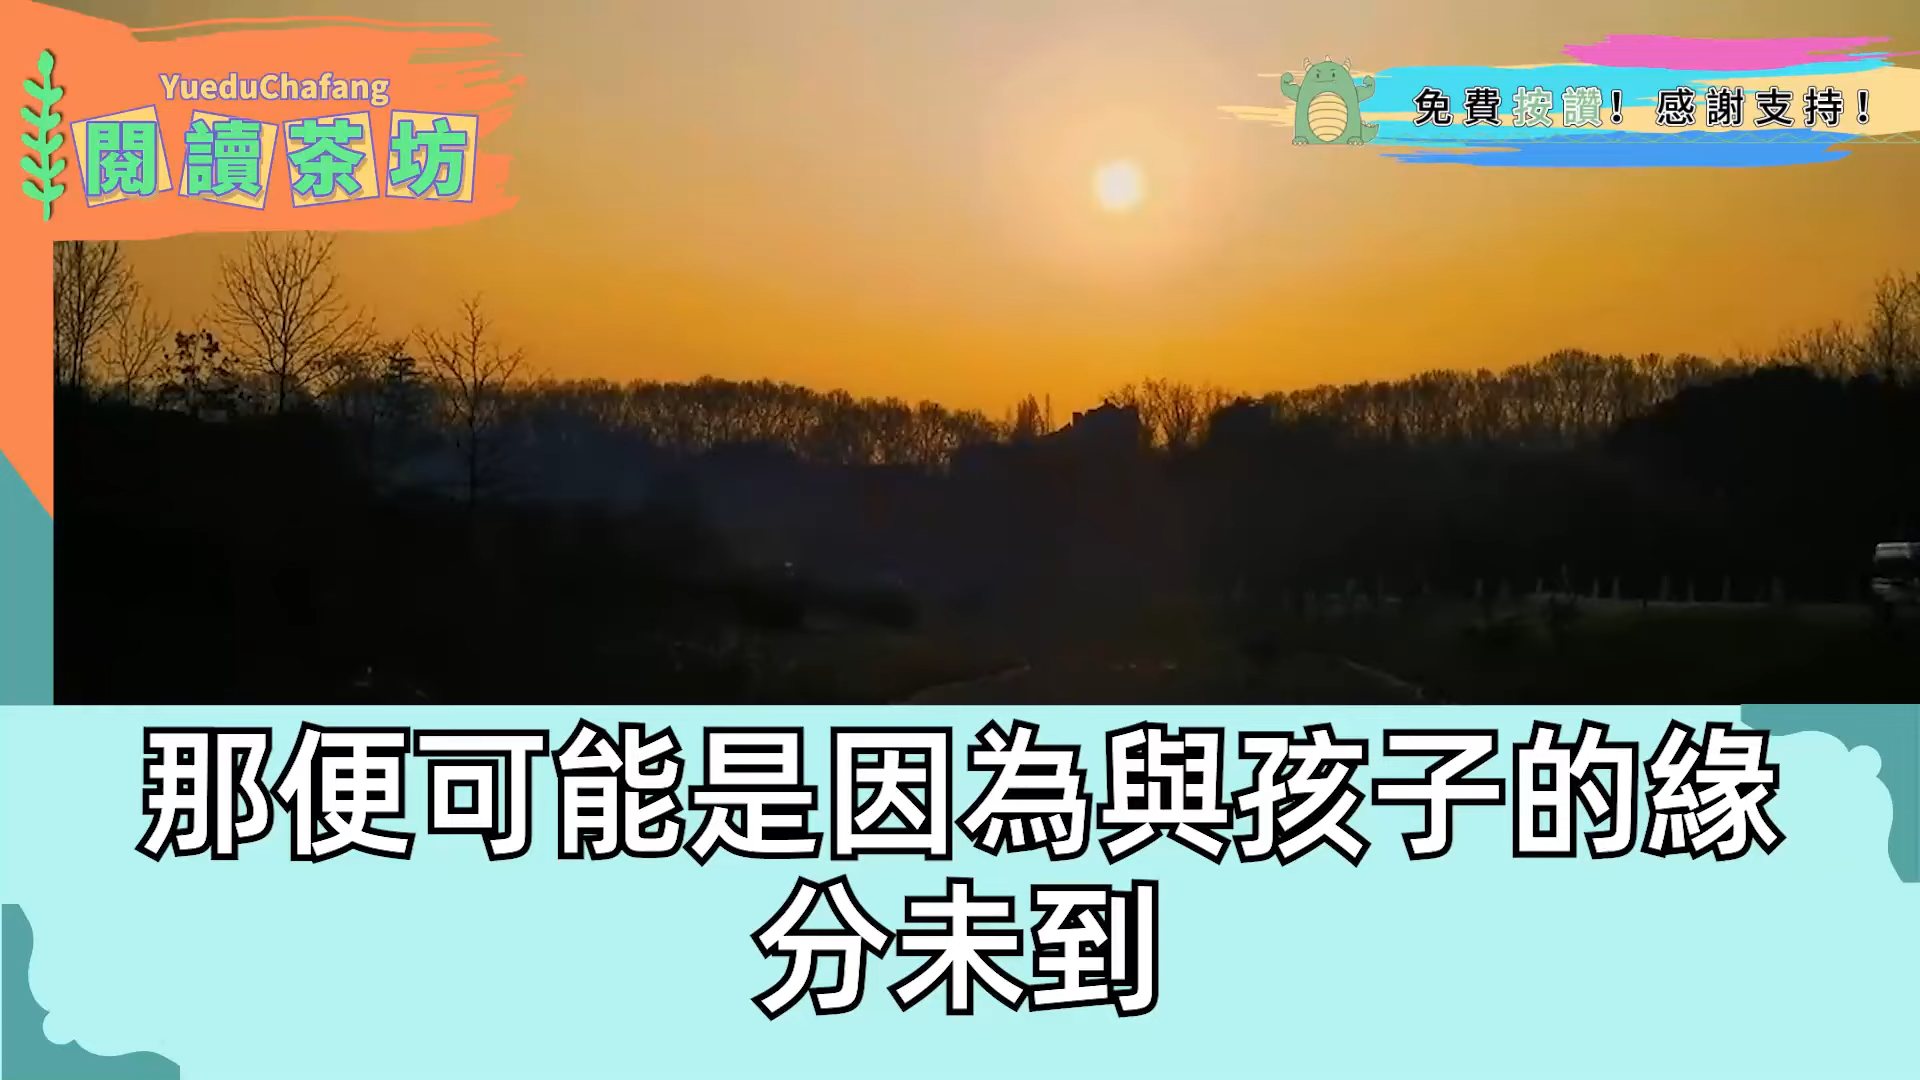 YueduChafang
閱讀茶坊
免費按讚！感謝支持！
那便可能是因為與孩子的緣
分未到